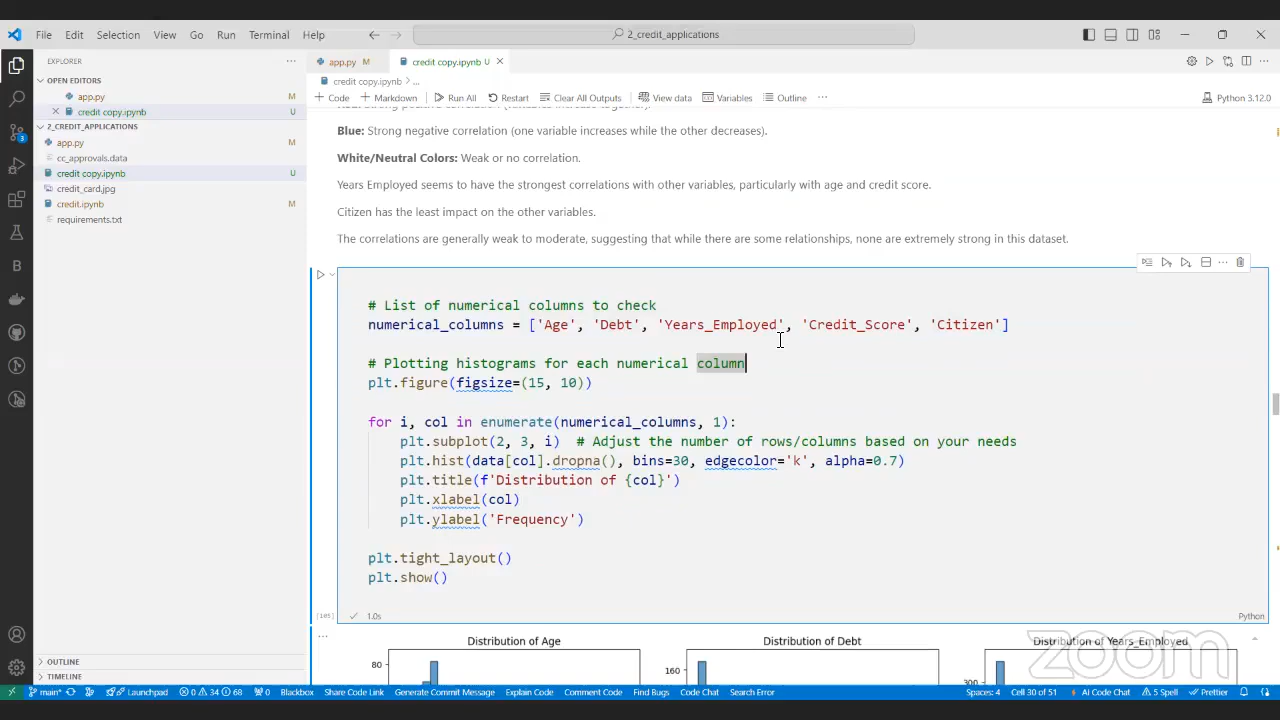 File Edit Selection View Go Run Terminal Help
2_credit_applications
EXPLORER
app.py M
credit copy.ipynb U
OPEN EDITORS
credit copy.ipynb > ...
app.py M
credit copy.ipynb U
Code Markdown Run All Restart Clear All Outputs View data Variables Outline Python 3.12.0
2_CREDIT_APPLICATIONS
app.py M
cc_approvals.data
credit copy.ipynb U
credit_card.jpg
credit.ipynb M
requirements.txt
Blue: Strong negative correlation (one variable increases while the other decreases).
White/Neutral Colors: Weak or no correlation.
Years Employed seems to have the strongest correlations with other variables, particularly with age and credit score.
Citizen has the least impact on the other variables.
The correlations are generally weak to moderate, suggesting that while there are some relationships, none are extremely strong in this dataset.
# List of numerical columns to check
numerical_columns = ['Age', 'Debt', 'Years_Employed', 'Credit_Score', 'Citizen']
# Plotting histograms for each numerical column
plt.figure(figsize=(15, 10))
for i, col in enumerate(numerical_columns, 1):
plt.subplot(2, 3, i) # Adjust the number of rows/columns based on your needs
plt.hist(data[col].dropna(), bins=30, edgecolor='k', alpha=0.7)
plt.title(f'Distribution of {col}')
plt.xlabel(col)
plt.ylabel('Frequency')
plt.tight_layout()
plt.show()
[105] 1.0s Python
Distribution of Age Distribution of Debt Distribution of Years_Employed
80 160 300
zoom
OUTLINE
TIMELINE
main* Launchpad 0 34 68 0 Blackbox Share Code Link Generate Commit Message Explain Code Comment Code Find Bugs Code Chat Search Error Spaces: 4 Cell 30 of 51 AI Code Chat 5 Spell Prettier